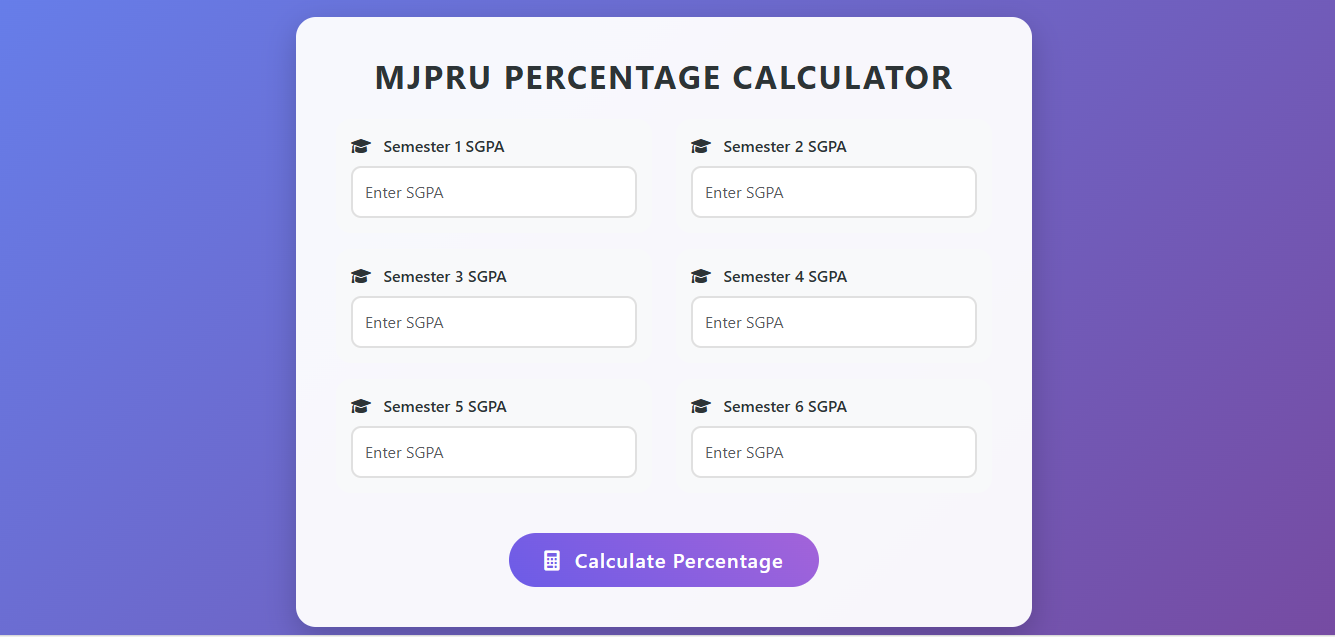 MJPRU PERCENTAGE CALCULATOR
Semester 1 SGPA
Enter SGPA
Semester 2 SGPA
Enter SGPA
Semester 3 SGPA
Enter SGPA
Semester 4 SGPA
Enter SGPA
Semester 5 SGPA
Enter SGPA
Semester 6 SGPA
Enter SGPA
Calculate Percentage